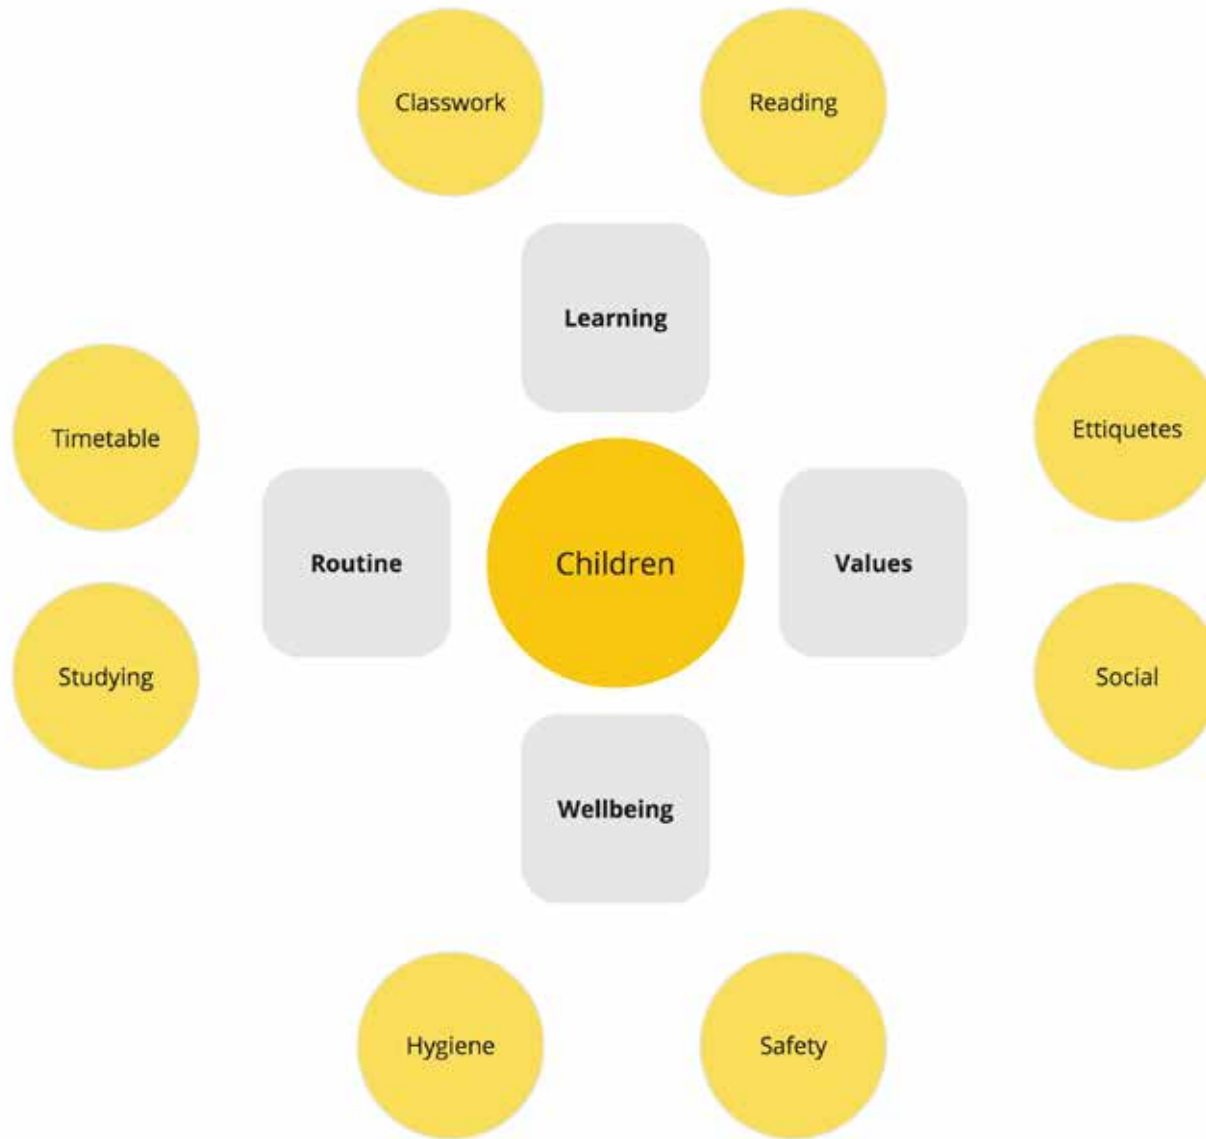 Classwork
Reading
Learning
Timetable
Ettiquetes
Routine
Children
Values
Studying
Social
Wellbeing
Hygiene
Safety